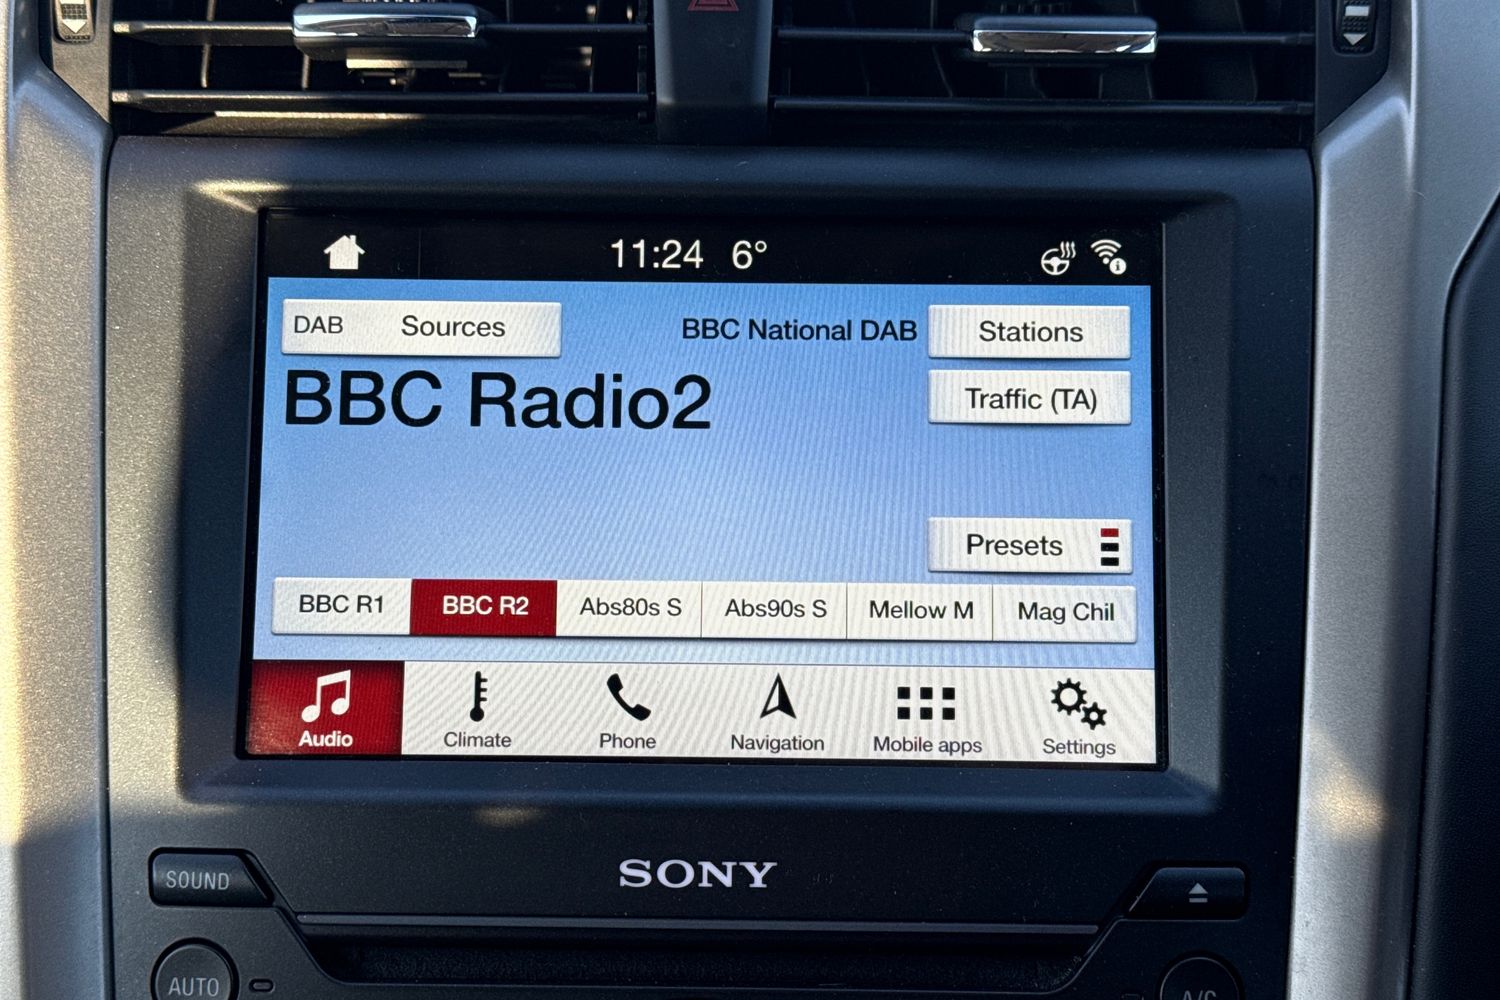 11:24 6°
DAB Sources
BBC National DAB
Stations
BBC Radio2
Traffic (TA)
Presets
BBC R1
BBC R2
Abs80s S
Abs90s S
Mellow M
Mag Chil
Audio
Climate
Phone
Navigation
Mobile apps
Settings
SONY
SOUND
AUTO
A/C